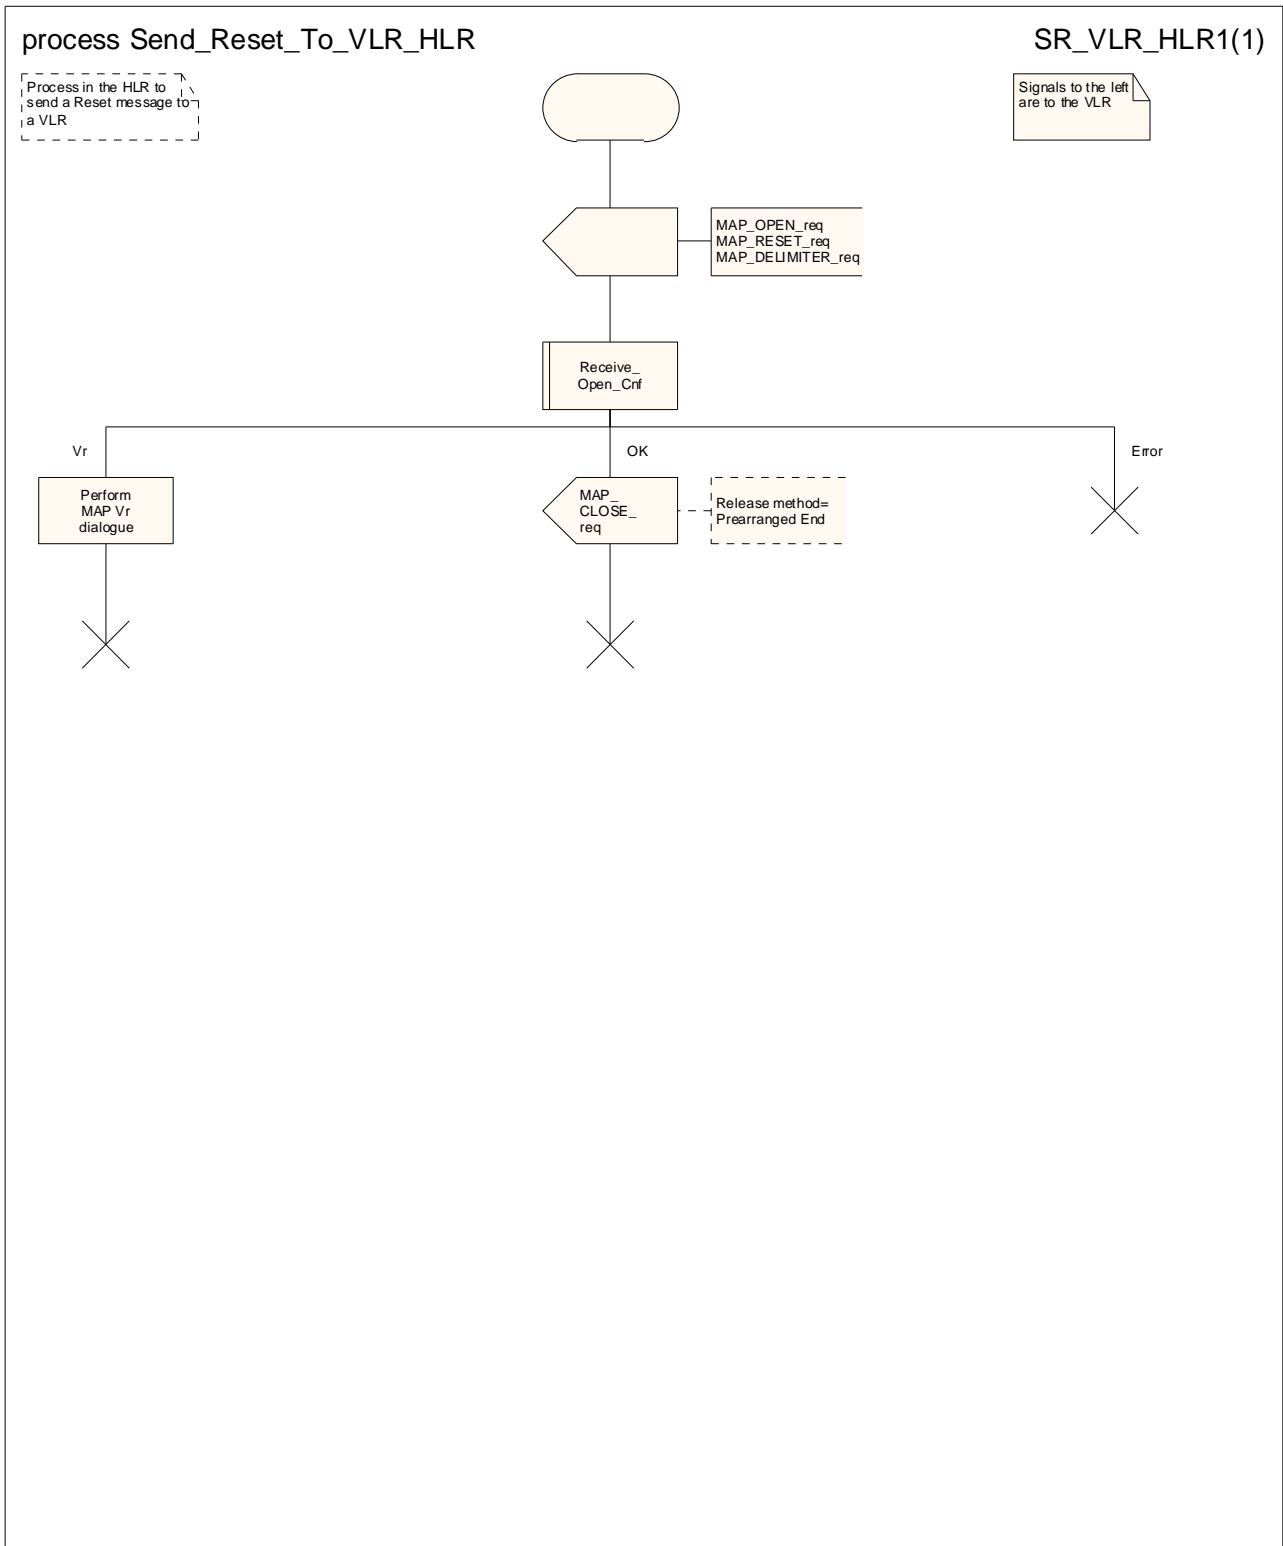 process Send_Reset_To_VLR_HLR
SR_VLR_HLR1(1)
Process in the HLR to
send a Reset message to
a VLR
Signals to the left
are to the VLR
MAP_OPEN_req
MAP_RESET_req
MAP_DELIMITER_req
Receive_
Open_Cnf
Vr
OK
Error
Perform
MAP Vr
dialogue
MAP_
CLOSE_
req
Release method=
Prearranged End